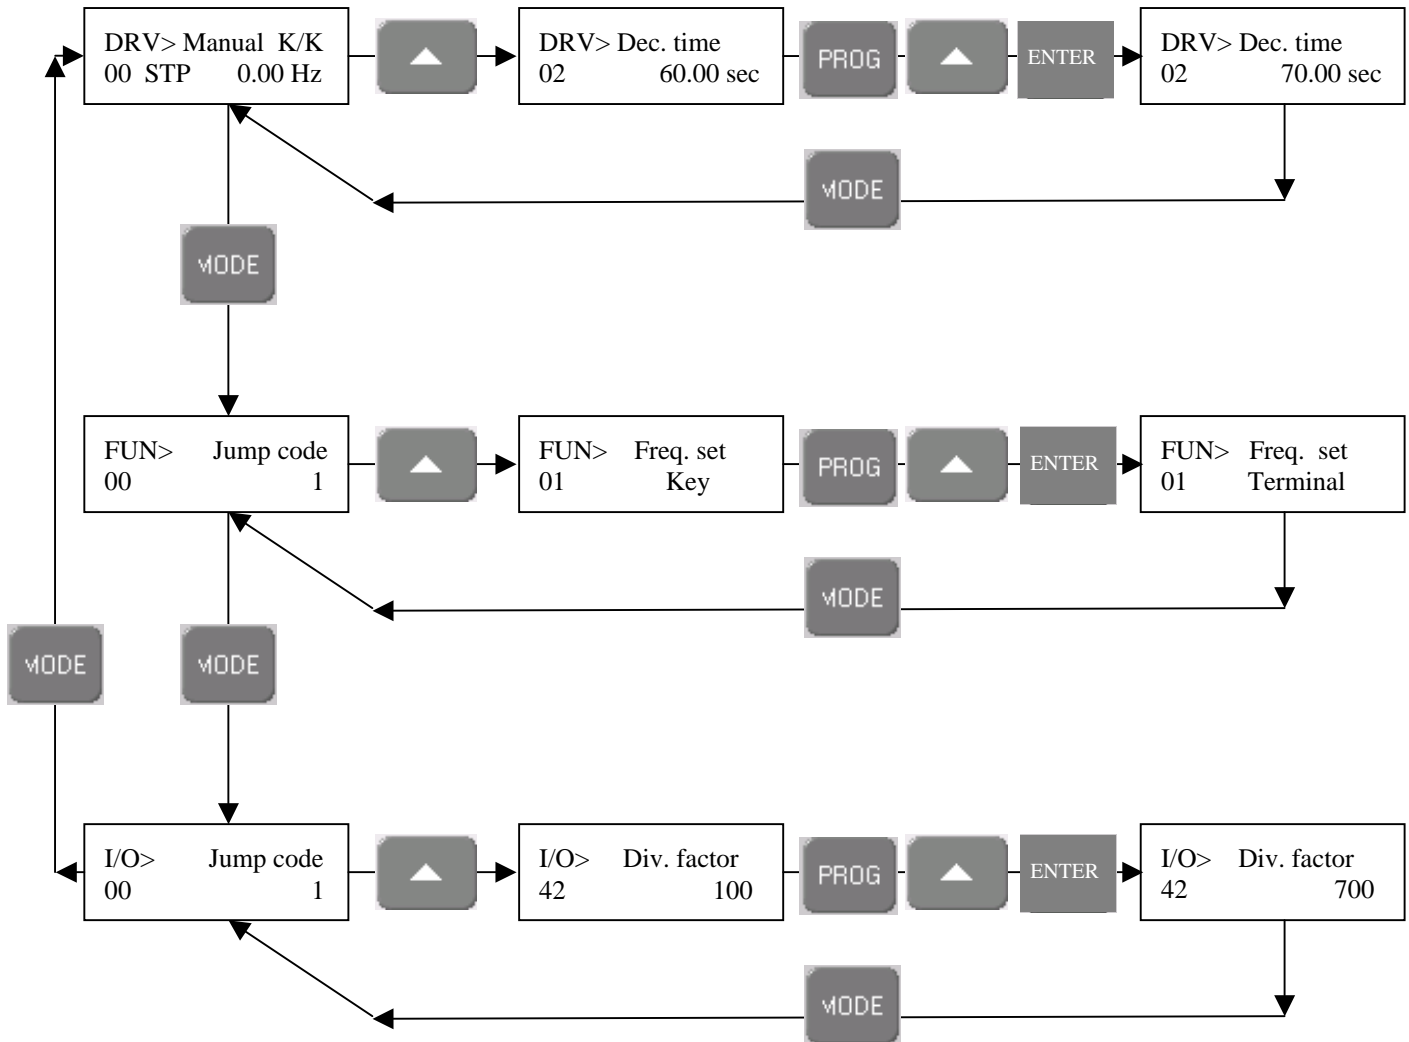 DRV> Manual K/K
00 STP 0.00 Hz
DRV> Dec. time
02 60.00 sec
PROG
ENTER
DRV> Dec. time
02 70.00 sec
MODE
MODE
FUN> Jump code
00 1
FUN> Freq. set
01 Key
PROG
ENTER
FUN> Freq. set
01 Terminal
MODE
MODE
MODE
I/O> Jump code
00 1
I/O> Div. factor
42 100
PROG
ENTER
I/O> Div. factor
42 700
MODE